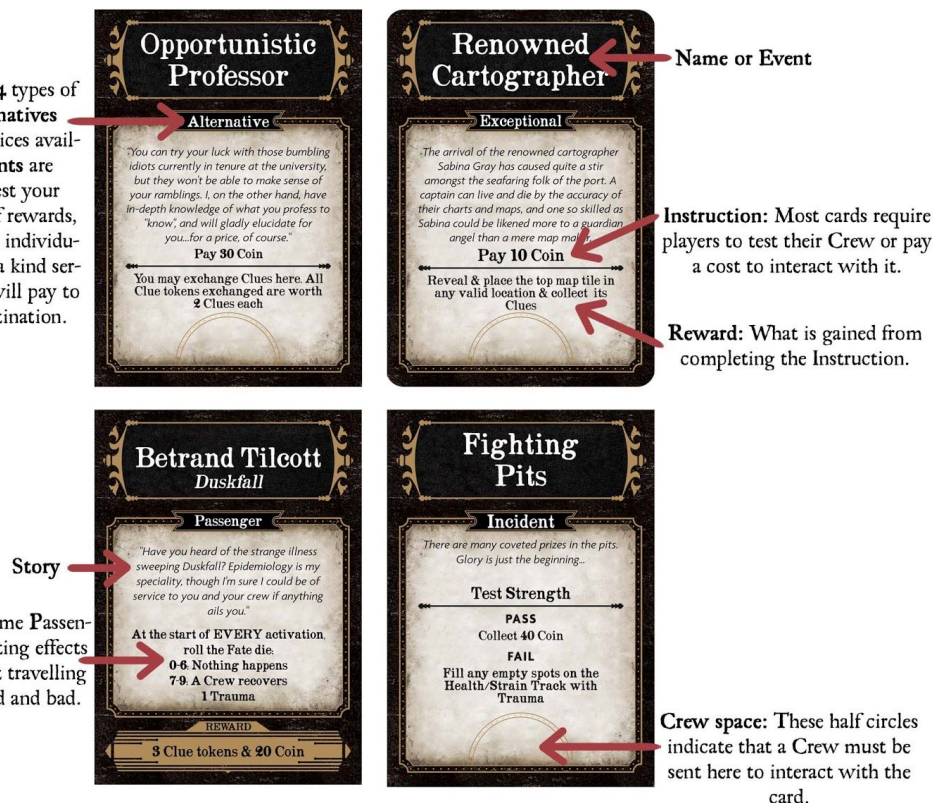 Opportunistic
Professor
Alternative
"You can try your luck with those bumbling
idiots currently in tenure at the university,
but they won't be able to make sense of
your ramblings. I, on the other hand, have
in-depth knowledge of what you profess to
"know", and will gladly elucidate for
you...for a price, of course."
Pay 30 Coin
You may exchange Clues here. All
Clue tokens exchanged are worth
2 Clues each
Renowned
Cartographer
Exceptional
The arrival of the renowned cartographer
Sabina Gray has caused quite a stir
amongst the seafaring folk of the port. A
captain can live and die by the accuracy of
their charts and maps, and one so skilled as
Sabina could be likened more to a guardian
angel than a mere map maker.
Pay 10 Coin
Reveal & place the top map tile in
any valid location & collect its
Clues
Name or Event
Instruction: Most cards require
players to test their Crew or pay
a cost to interact with it.
Reward: What is gained from
completing the Instruction.
4 types of
natives
ices avail-
nts are
est your
f rewards,
individu-
a kind ser-
will pay to
tination.
Betrand Tilcott
Duskfall
Passenger
"Have you heard of the strange illness
sweeping Duskfall? Epidemiology is my
speciality, though I'm sure I could be of
service to you and your crew if anything
ails you."
At the start of EVERY activation,
roll the Fate die:
0-6: Nothing happens
7-9: A Crew recovers
1 Trauma
REWARD
3 Clue tokens & 20 Coin
Story
me Passen-
ting effects
t travelling
d and bad.
Fighting
Pits
Incident
There are many coveted prizes in the pits.
Glory is just the beginning...
Test Strength
PASS
Collect 40 Coin
FAIL
Fill any empty spots on the
Health/Strain Track with
Trauma
Crew space: These half circles
indicate that a Crew must be
sent here to interact with the
card.